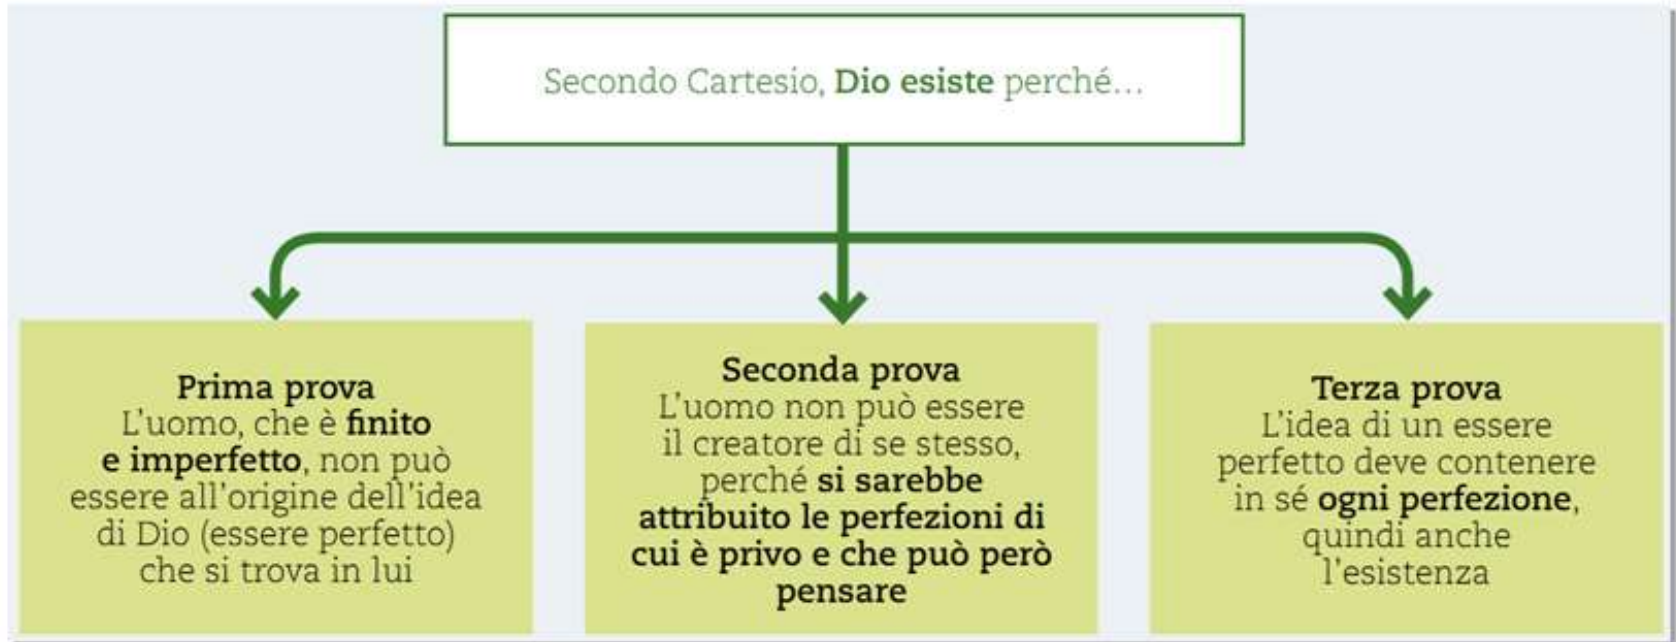 Secondo Cartesio, Dio esiste perché...
Prima prova
L'uomo, che è finito
e imperfetto, non può
essere all'origine dell'idea
di Dio (essere perfetto)
che si trova in lui
Seconda prova
L'uomo non può essere
il creatore di se stesso,
perché si sarebbe
attribuito le perfezioni di
cui è privo e che può però
pensare
Terza prova
L'idea di un essere
perfetto deve contenere
in sé ogni perfezione,
quindi anche
l'esistenza